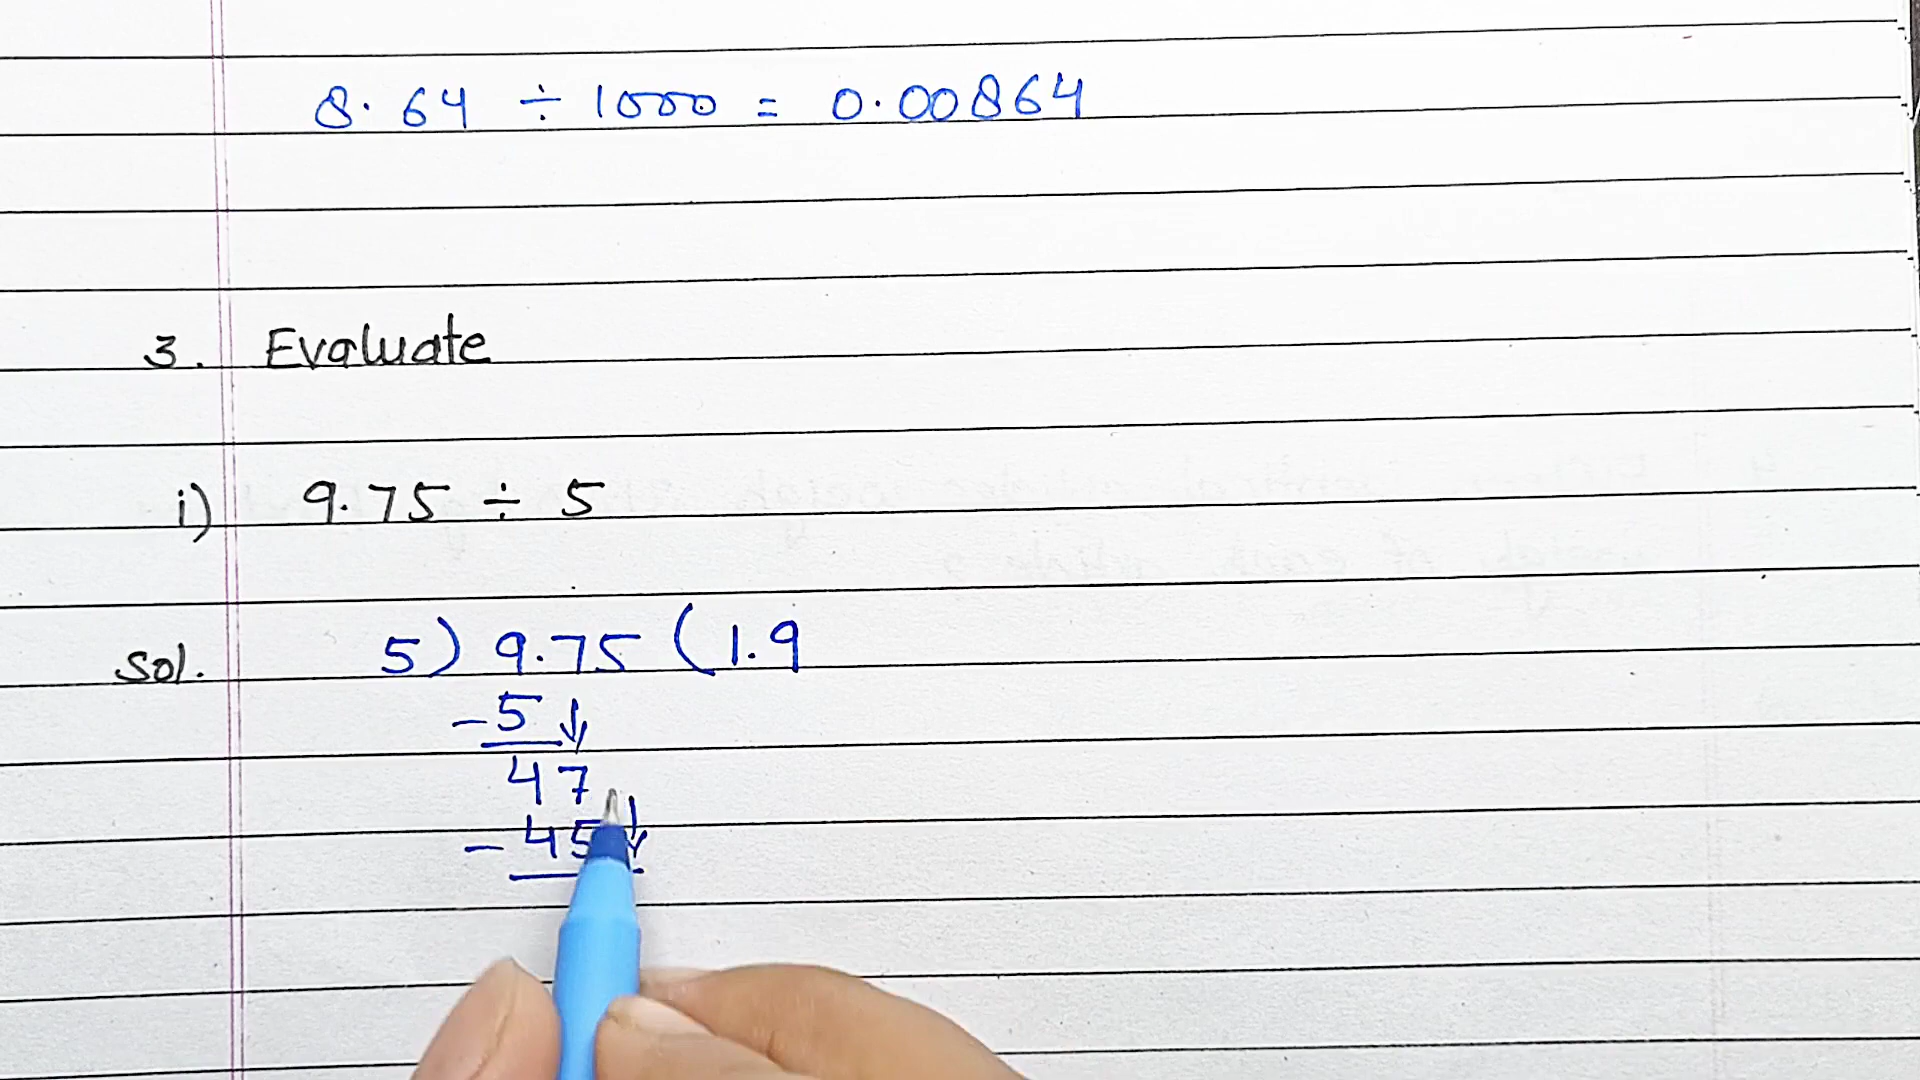 8.64 ÷ 1000 = 0.00864
3. Evaluate
i) 9.75 ÷ 5
Sol. 5) 9.75 (1.9
- 5 ↓
47
- 45 ↓